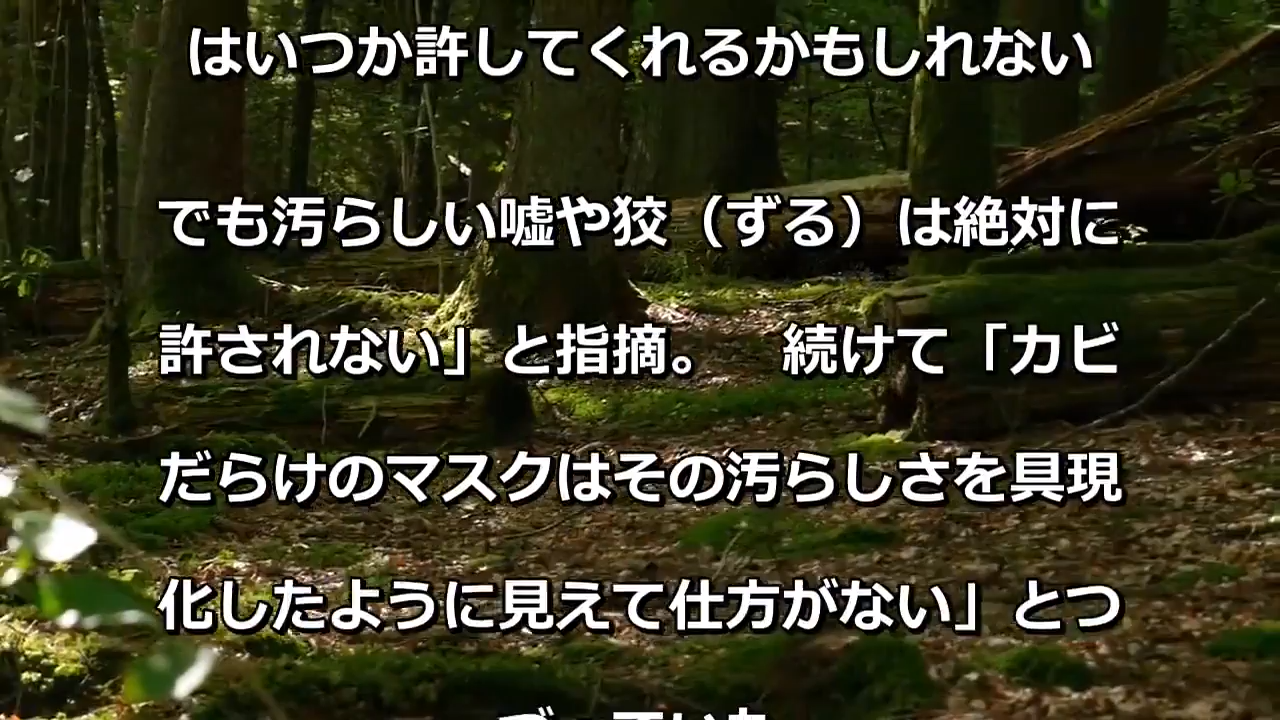 はいつか許してくれるかもしれない
でも汚らしい嘘や狡（ずる）は絶対に
許されない」と指摘。　続けて「カビ
だらけのマスクはその汚らしさを具現
化したように見えて仕方がない」とつ